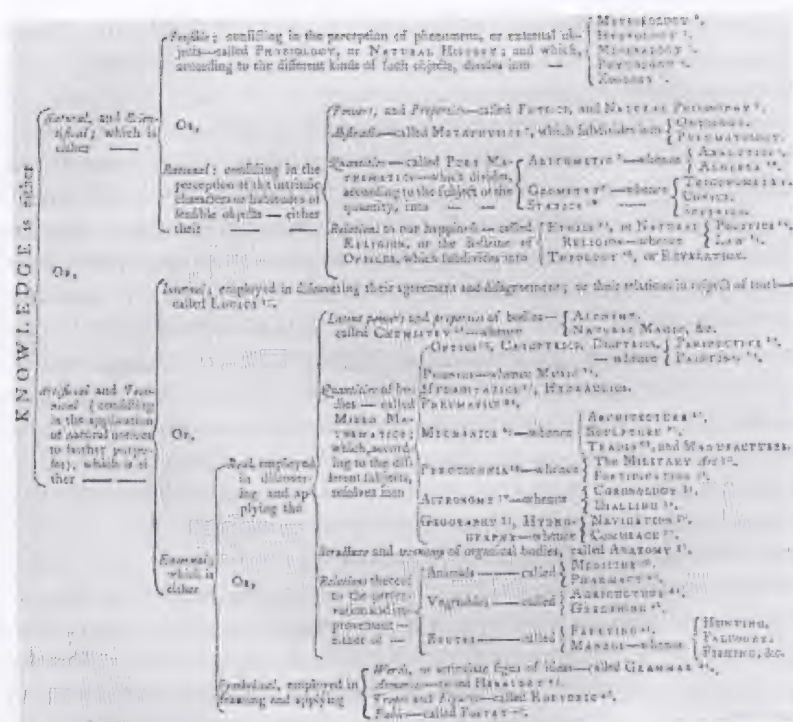 KNOWLEDGE is either
Natural, and Scientifical; which is either
Or,
Artificial and Technical (consisting in the application of natural notices to farther purposes), which is either
Sensible; consisting in the perception of phenomena, or external objects—called PHYSIOLOGY, or NATURAL HISTORY; and which, according to the different kinds of such objects, divides into
METEOROLOGY
HYDROLOGY
MINERALOGY
PHYTOLOGY
ZOOLOGY
Or,
Rational; consisting in the perception of the intrinsic characters or habitudes of sensible objects — either their
Powers, and Properties—called PHYSICS, and NATURAL PHILOSOPHY
Abstracts—called METAPHYSICS, which subdivides into
ONTOLOGY.
PNEUMATOLOGY.
Quantities — called PURE MATHEMATICS—which divides, according to the subject of the quantity, into
ARITHMETIC — whence
ANALYTICS
ALGEBRA
GEOMETRY — whence
TRIGONOMETRY.
CONICS.
SPHERICS.
STATICS
Relations to our happiness — called RELIGION, or the doctrine of OFFICES, which subdivides into
ETHICS, or NATURAL RELIGION—whence
POLITICS
LAW
THEOLOGY, or REVELATION.
Internal; employed in discovering their agreement and disagreement; or their relations in respect of truth—called LOGICS
Or,
External; which is either
Real, employed in discovering and applying the
Latent powers and properties of bodies—called CHEMISTRY—whence
ALCHEMY.
NATURAL MAGIC, &c.
Quantities of bodies — called MIXED MATHEMATICS; which, according to the different subjects, resolves into
OPTICS, CATOPTRICS, DIOPTRICS, — whence
PERSPECTIVE
PAINTING
PHONICS—whence MUSIC
HYDROSTATICS, HYDRAULICS.
PNEUMATICS
MECHANICS — whence
ARCHITECTURE
SCULPTURE
TRADES, and MANUFACTURES.
PYROTECHNIA — whence
The MILITARY Art
FORTIFICATION
ASTRONOMY — whence
CHRONOLOGY
DIALLING
GEOGRAPHY, HYDROGRAPHY—whence
NAVIGATION
COMMERCE
Structure and œconomy of organical bodies, called ANATOMY
Relations thereof to the preservation and improvement — either of —
Animals — called
MEDICINE
PHARMACY
Vegetables — called
AGRICULTURE
GARDENING
BRUTES — called
FARRYING
MANAGE — whence
HUNTING.
FALCONRY.
FISHING, &c.
Or,
Symbolical, employed in framing and applying
Words, or articulate signs of ideas—called GRAMMAR
Armories—called HERALDRY
Tropes and Figures—called RHETORIC
Fables—called POETRY